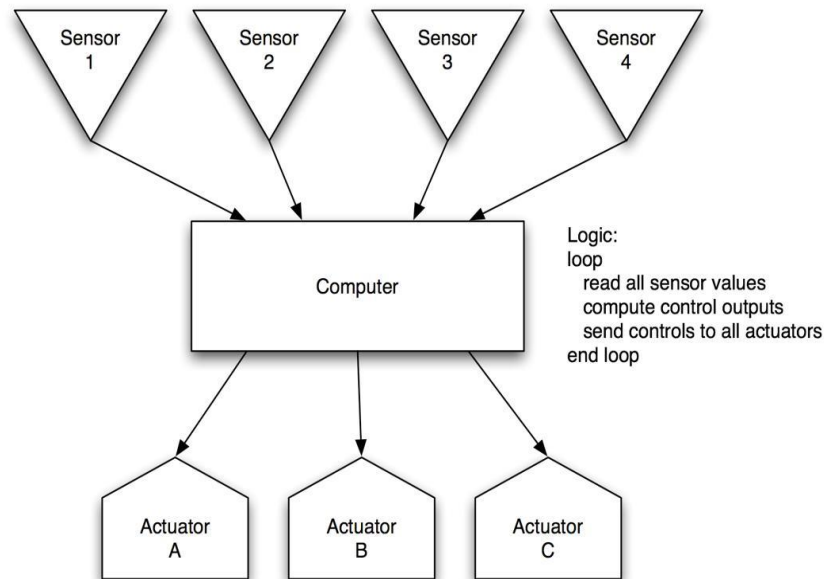 Sensor
1
Sensor
2
Sensor
3
Sensor
4
Computer
Logic:
loop
read all sensor values
compute control outputs
send controls to all actuators
end loop
Actuator
A
Actuator
B
Actuator
C